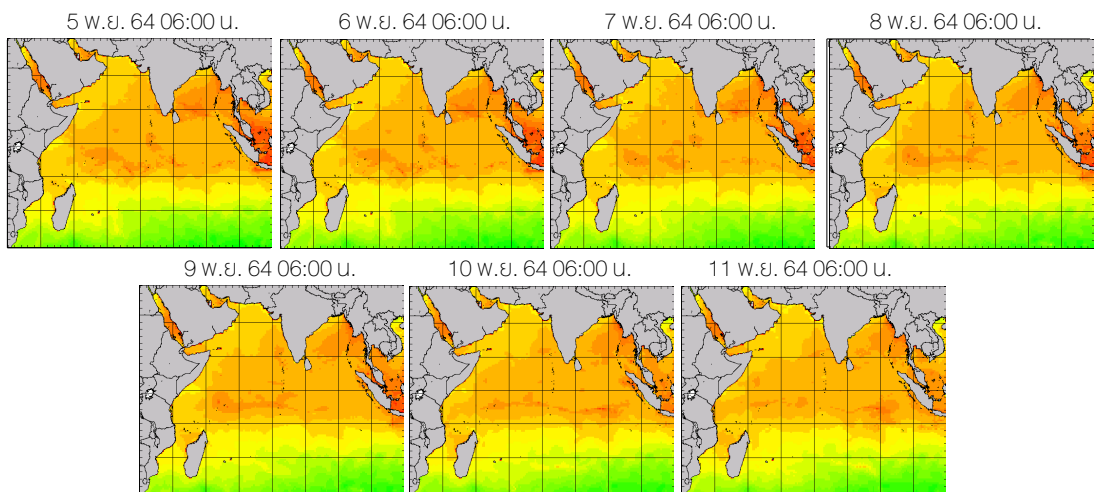 5 พ.ย. 64 06:00 น.
6 พ.ย. 64 06:00 น.
7 พ.ย. 64 06:00 น.
8 พ.ย. 64 06:00 น.
9 พ.ย. 64 06:00 น.
10 พ.ย. 64 06:00 น.
11 พ.ย. 64 06:00 น.